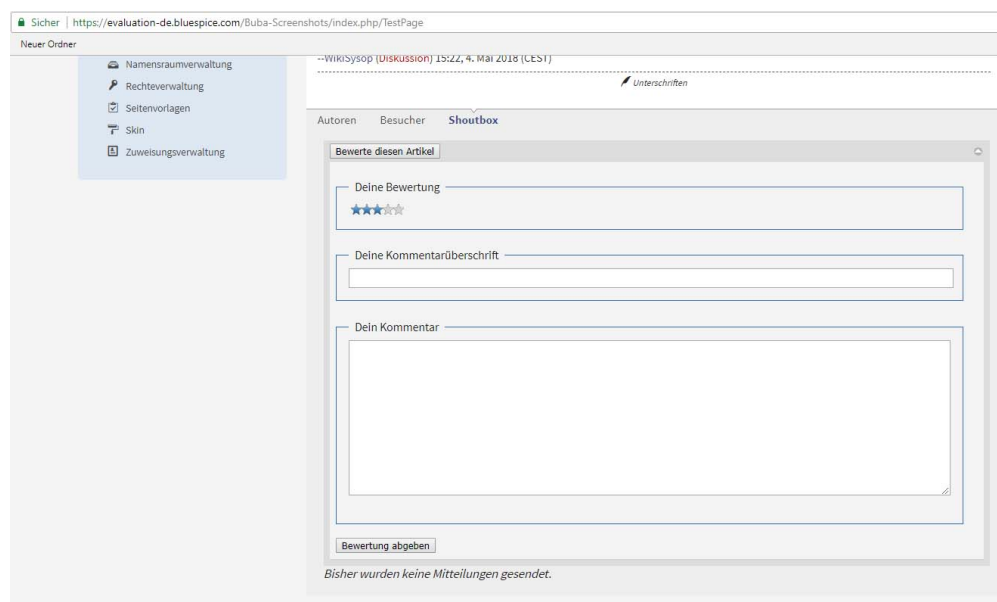 Sicher | https://evaluation-de.bluespice.com/Buba-Screenshots/index.php/TestPage
Neuer Ordner
Namensraumverwaltung
Rechteverwaltung
Seitenvorlagen
Skin
Zuweisungsverwaltung
--WikiSysop (Diskussion) 15:22, 4. Mai 2018 (CEST)
Unterschriften
Autoren Besucher Shoutbox
Bewerte diesen Artikel
Deine Bewertung
Deine Kommentarüberschrift
Dein Kommentar
Bewertung abgeben
Bisher wurden keine Mitteilungen gesendet.